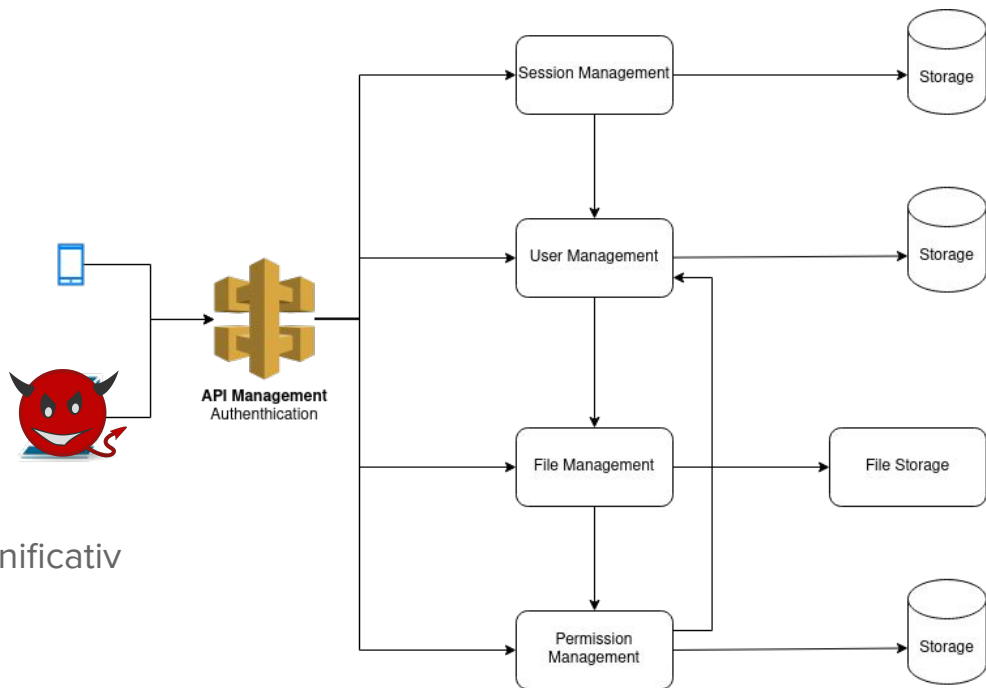 Session Management
Storage
User Management
Storage
API Management
Authenthication
File Management
File Storage
nificativ
Permission
Management
Storage